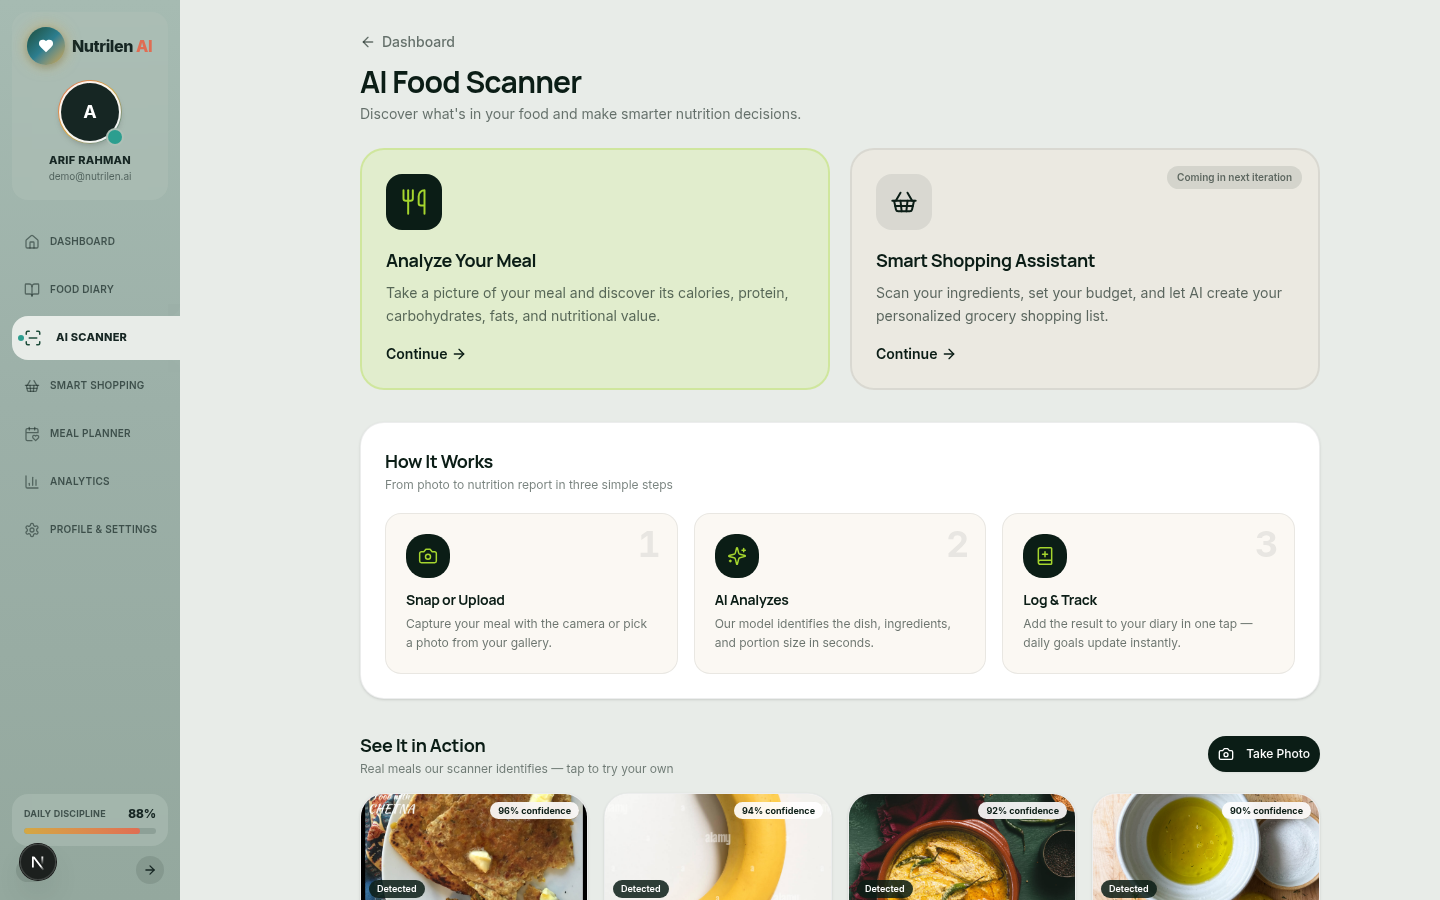 Nutrilen AI
A
ARIF RAHMAN
demo@nutrilen.ai
DASHBOARD
FOOD DIARY
AI SCANNER
SMART SHOPPING
MEAL PLANNER
ANALYTICS
PROFILE & SETTINGS
DAILY DISCIPLINE 88%
N
Dashboard
AI Food Scanner
Discover what's in your food and make smarter nutrition decisions.
Analyze Your Meal
Take a picture of your meal and discover its calories, protein,
carbohydrates, fats, and nutritional value.
Continue
Coming in next iteration
Smart Shopping Assistant
Scan your ingredients, set your budget, and let AI create your
personalized grocery shopping list.
Continue
How It Works
From photo to nutrition report in three simple steps
1
Snap or Upload
Capture your meal with the camera or pick
a photo from your gallery.
2
AI Analyzes
Our model identifies the dish, ingredients,
and portion size in seconds.
3
Log & Track
Add the result to your diary in one tap —
daily goals update instantly.
See It in Action
Real meals our scanner identifies — tap to try your own
Take Photo
CHETNA
96% confidence
Detected
94% confidence
alamy
Detected
92% confidence
Detected
90% confidence
Detected